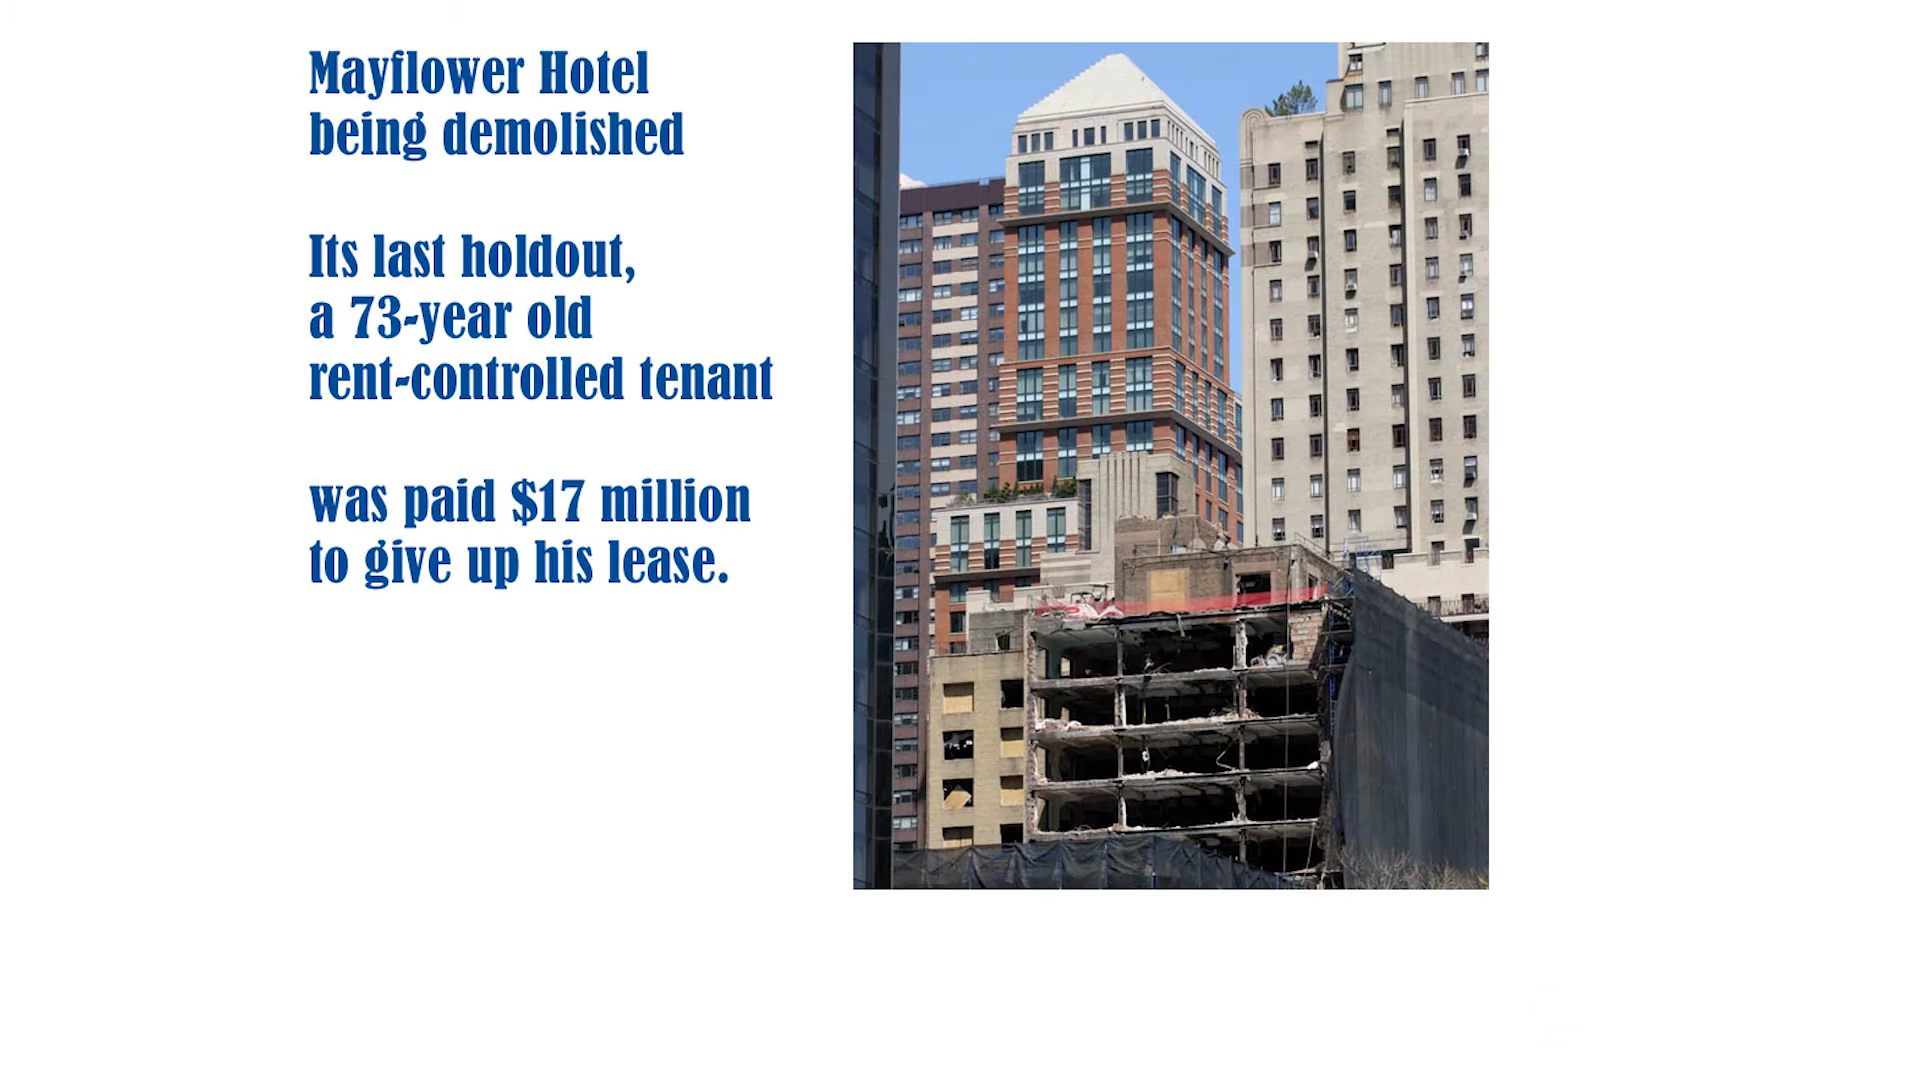 Mayflower Hotel
being demolished
Its last holdout,
a 73-year old
rent-controlled tenant
was paid $17 million
to give up his lease.